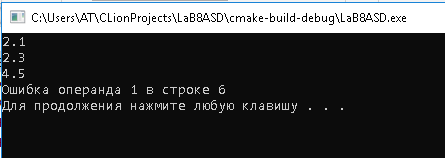 C:\Users\AT\CLionProjects\LaB8ASD\cmake-build-debug\LaB8ASD.exe
2.1
2.3
4.5
Ошибка операнда 1 в строке 6
Для продолжения нажмите любую клавишу . . .